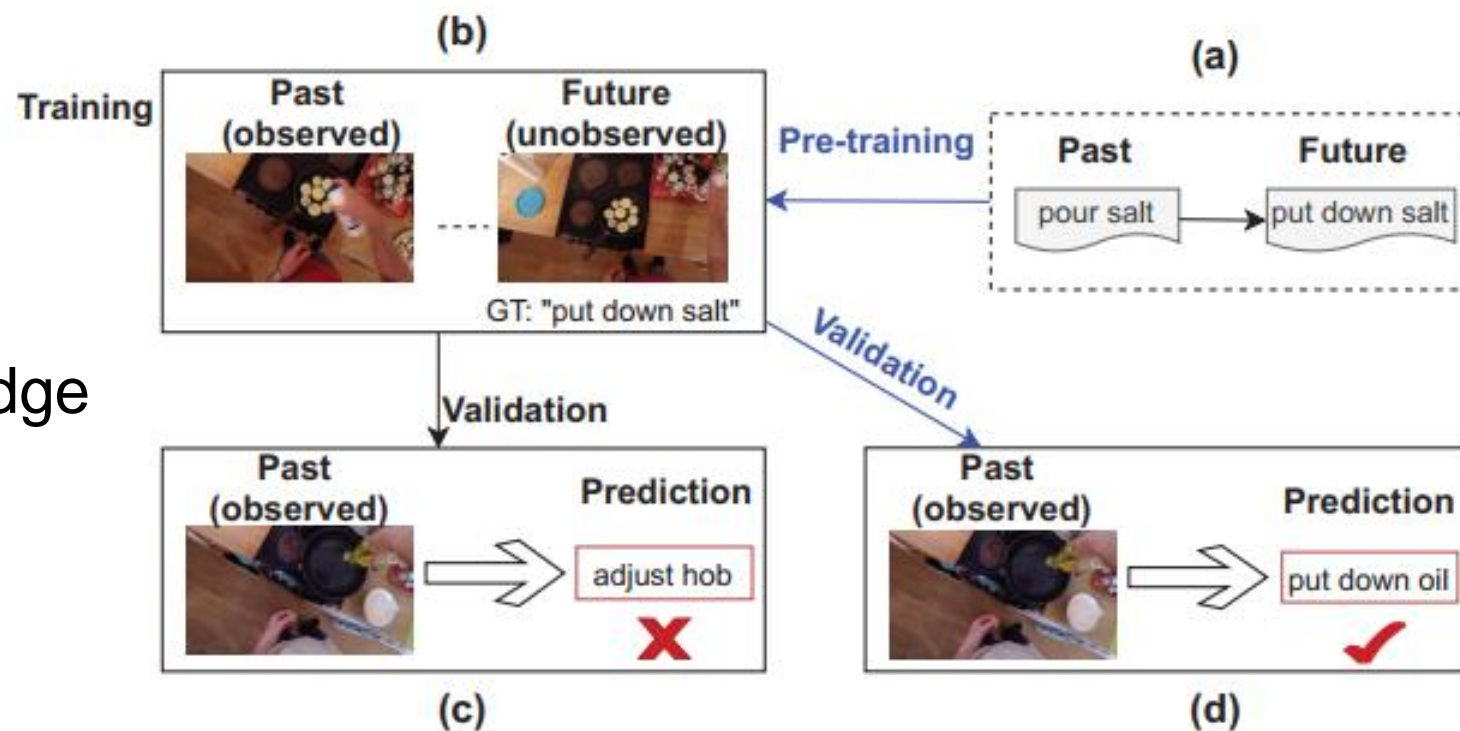 (b)
Training
Past
(observed)
Future
(unobserved)
GT: "put down salt"
Pre-training
(a)
Past
Future
pour salt
put down salt
dge
Validation
Validation
Past
(observed)
Prediction
adjust hob
(c)
Past
(observed)
Prediction
put down oil
(d)